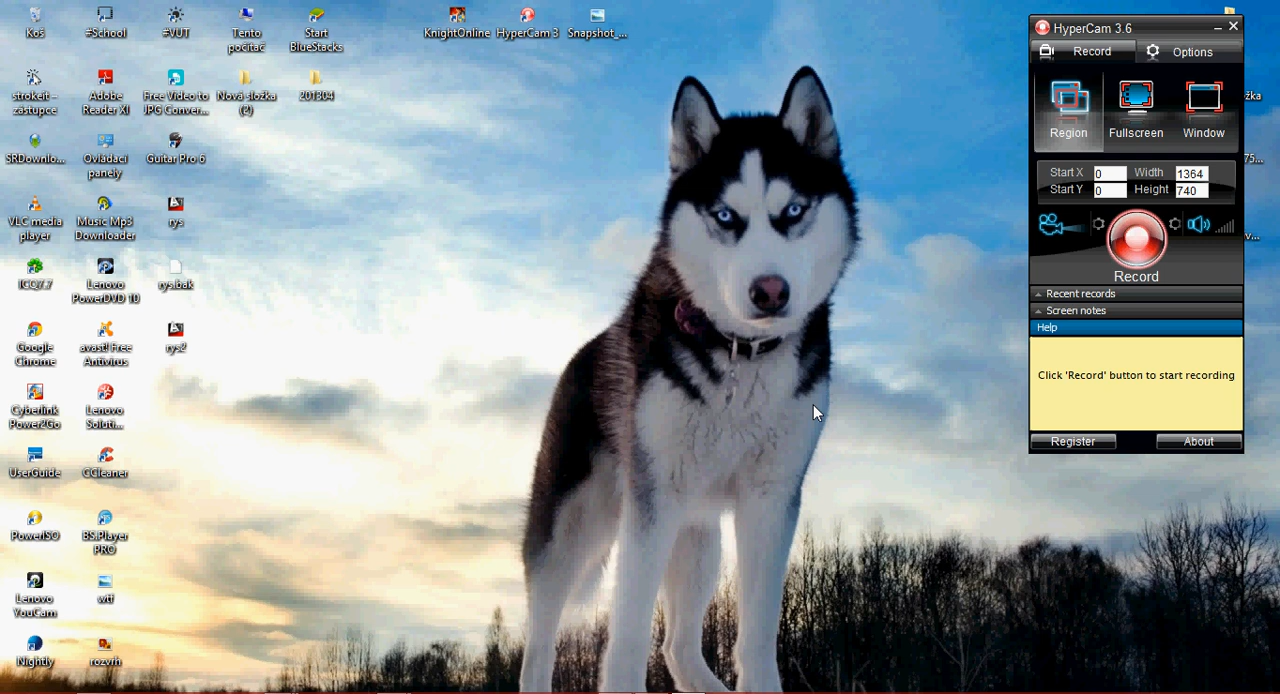 Koš
#School
#VUT
Tento
počítač
Start
BlueStacks
KnightOnline
HyperCam 3
Snapshot_...
strokeit -
zástupce
Adobe
Reader XI
Free Video to
JPG Conver...
Nová složka
(2)
201304
SRDownlo...
Ovládací
panely
Guitar Pro 6
VLC media
player
Music Mp3
Downloader
rys
ICQ7.7
Lenovo
PowerDVD 10
rys.bak
Google
Chrome
avast! Free
Antivirus
rys2
Cyberlink
Power2Go
Lenovo
Soluti...
UserGuide
CCleaner
PowerISO
BS.Player
PRO
Lenovo
YouCam
wtf
Nightly
rozvrh
HyperCam 3.6
Record
Options
Region
Fullscreen
Window
Start X 0 Width 1364
Start Y 0 Height 740
Record
Recent records
Screen notes
Help
Click 'Record' button to start recording
Register
About